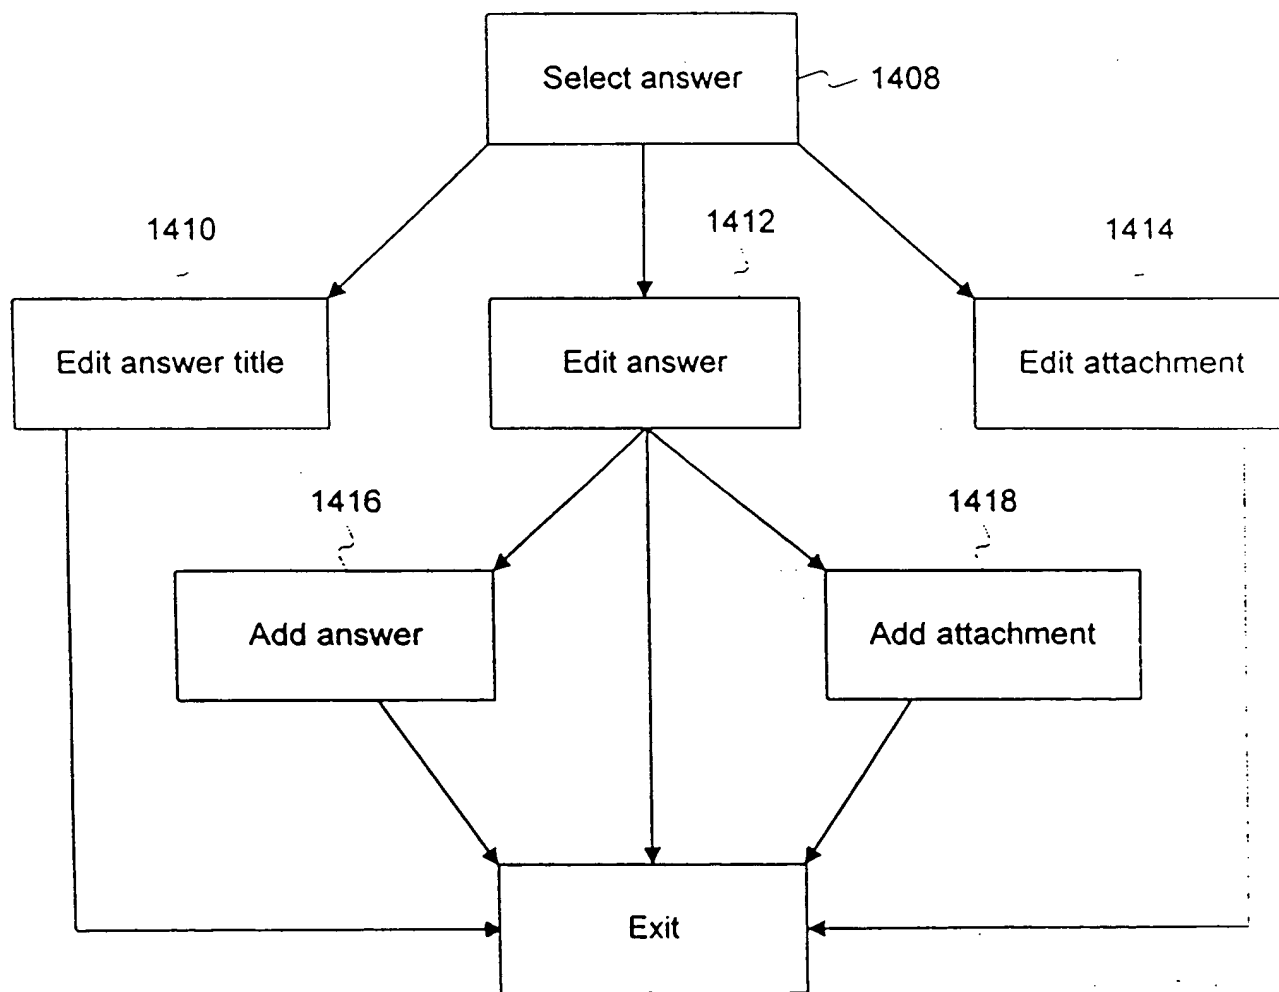 Select answer
1408
1410
1412
1414
Edit answer title
Edit answer
Edit attachment
1416
1418
Add answer
Add attachment
Exit